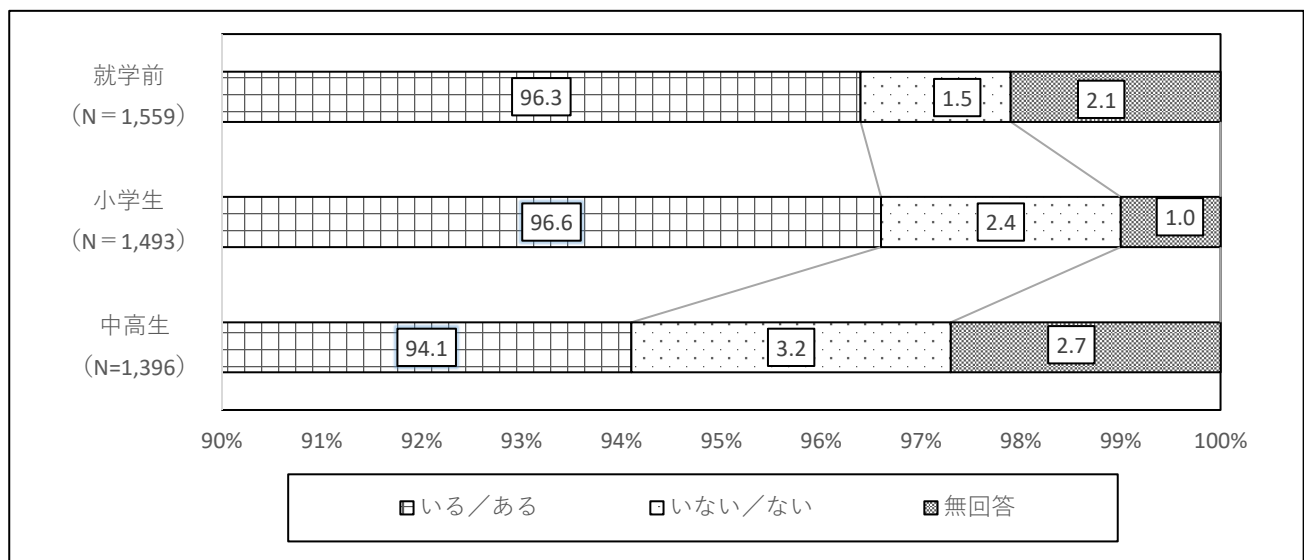 就学前
（N＝1,559）
96.3
1.5
2.1
小学生
（N＝1,493）
96.6
2.4
1.0
中高生
（N=1,396）
94.1
3.2
2.7
90% 91% 92% 93% 94% 95% 96% 97% 98% 99% 100%
いる／ある いない／ない 無回答